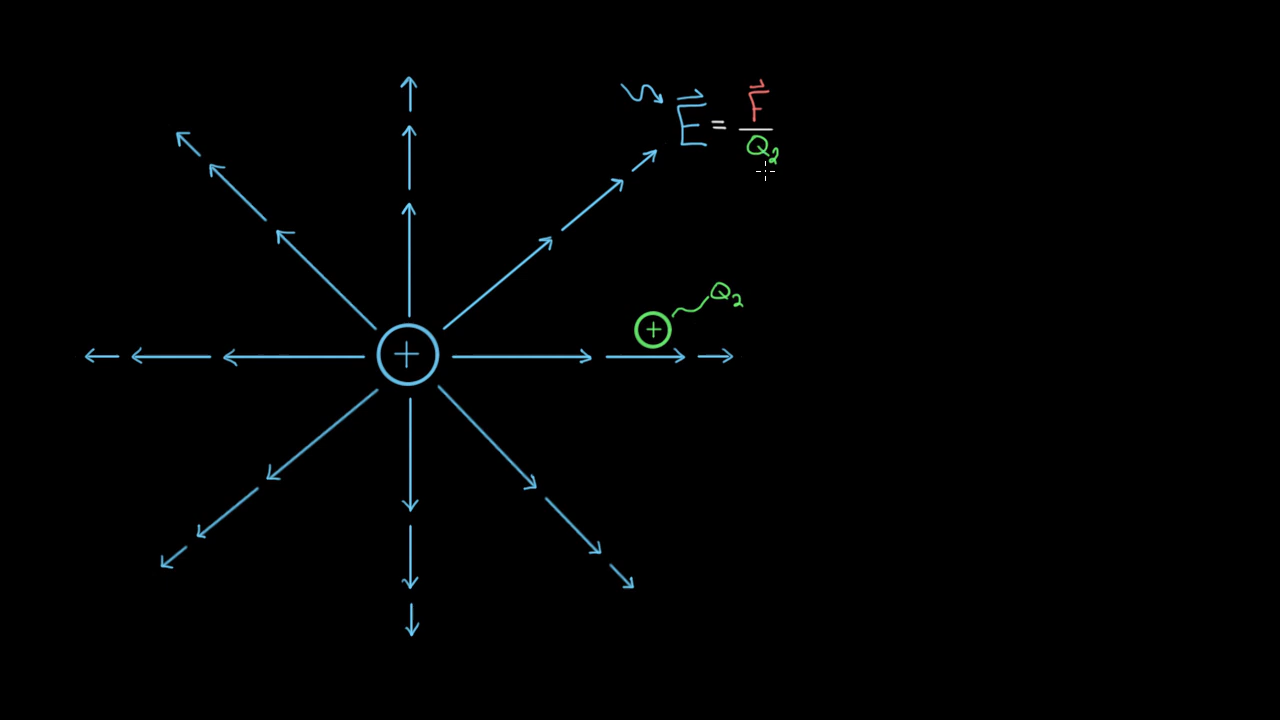 E⃗ = F⃗ / Q₂
Q₂
+
+